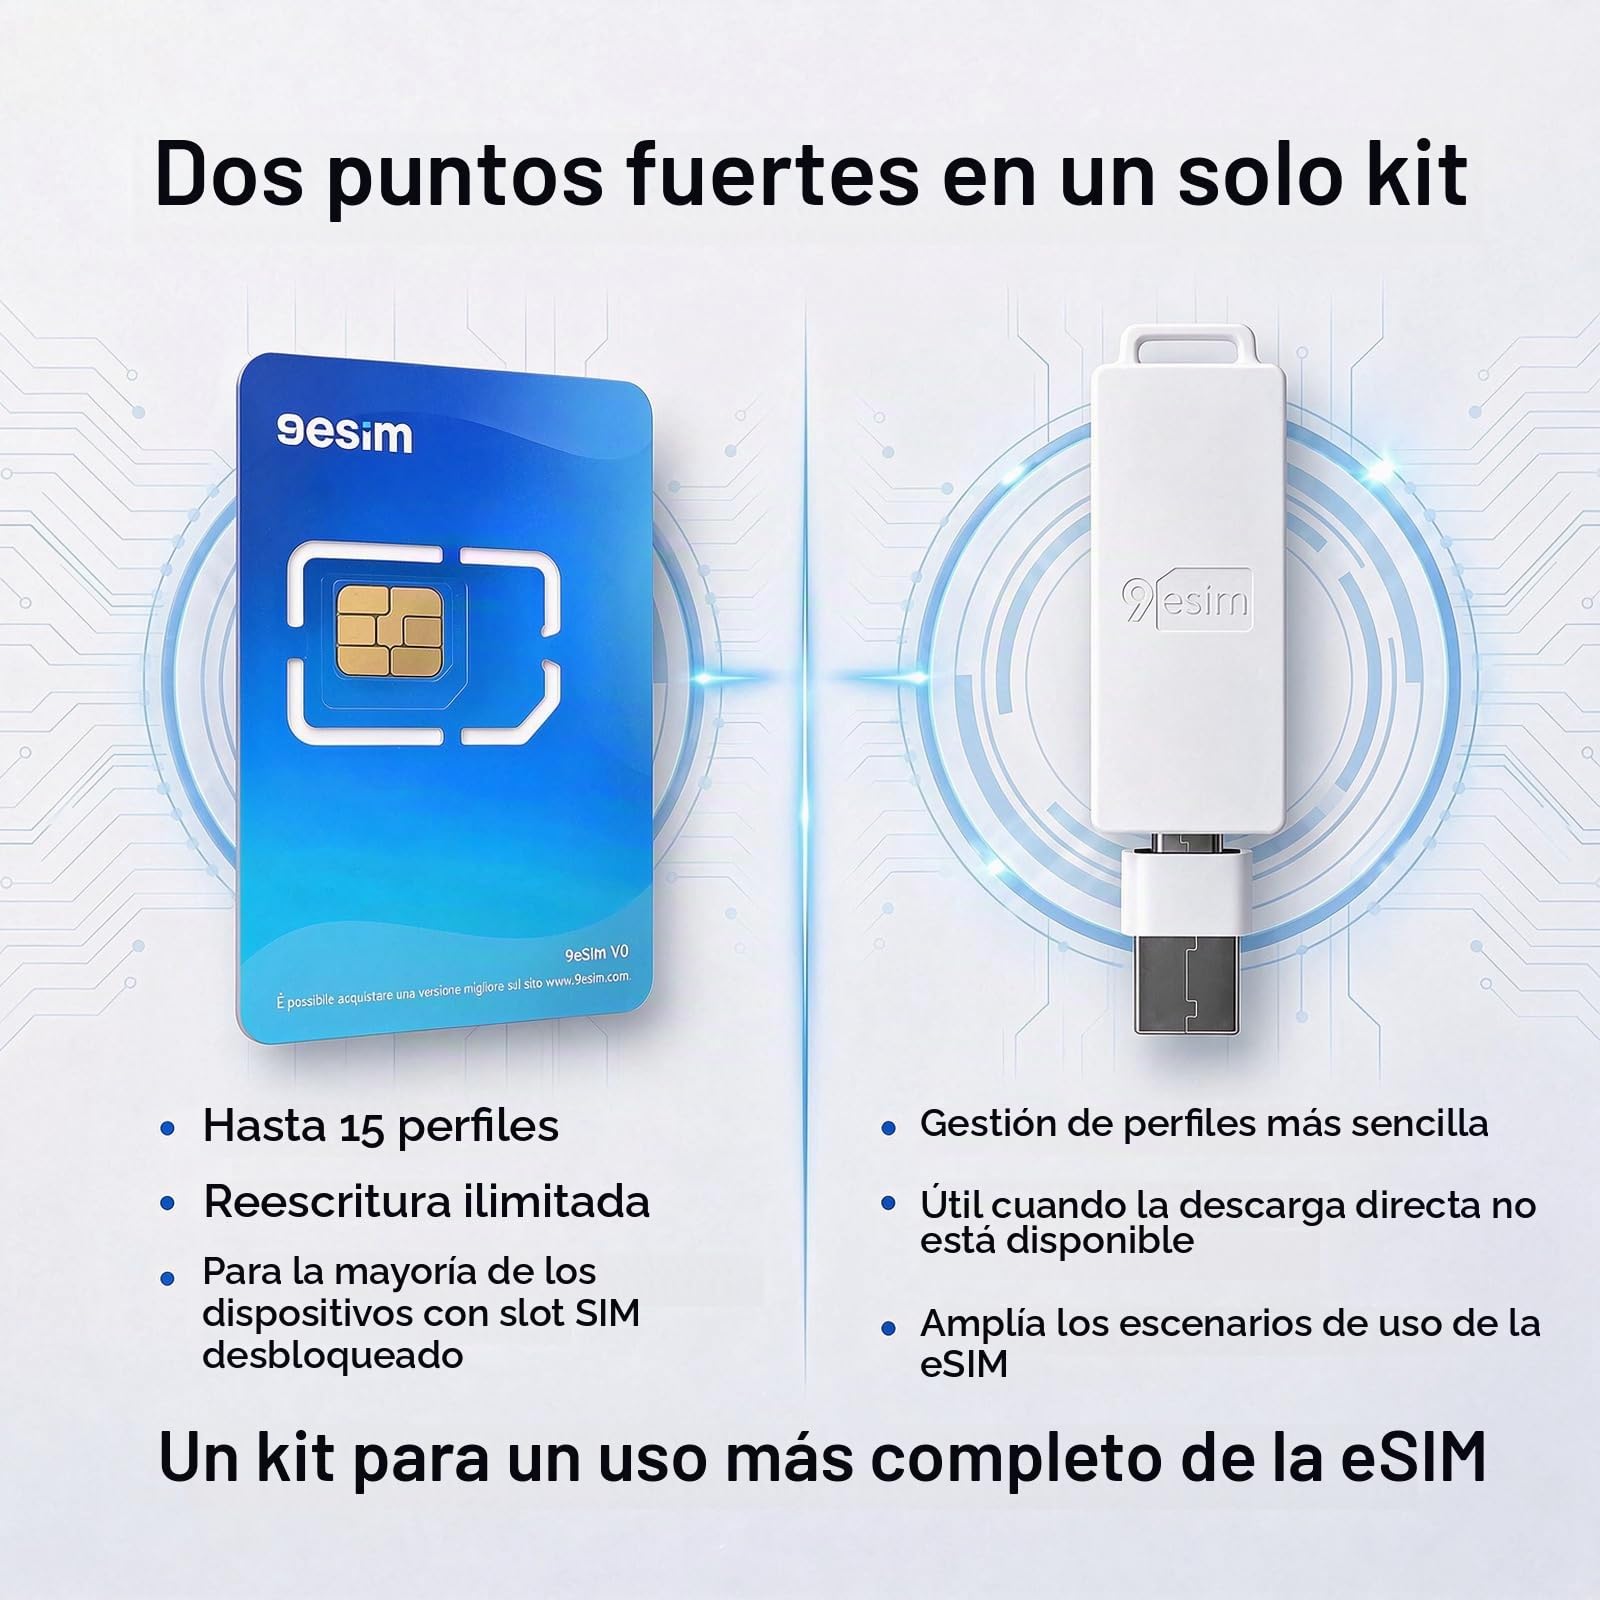 Dos puntos fuertes en un solo kit
9esim
9eSIm V0
È possibile acquistare una versione migliore sul sito www.9esim.com.
9esim
• Hasta 15 perfiles
• Reescritura ilimitada
• Para la mayoría de los
dispositivos con slot SIM
desbloqueado
• Gestión de perfiles más sencilla
• Útil cuando la descarga directa no
está disponible
• Amplía los escenarios de uso de la
eSIM
Un kit para un uso más completo de la eSIM